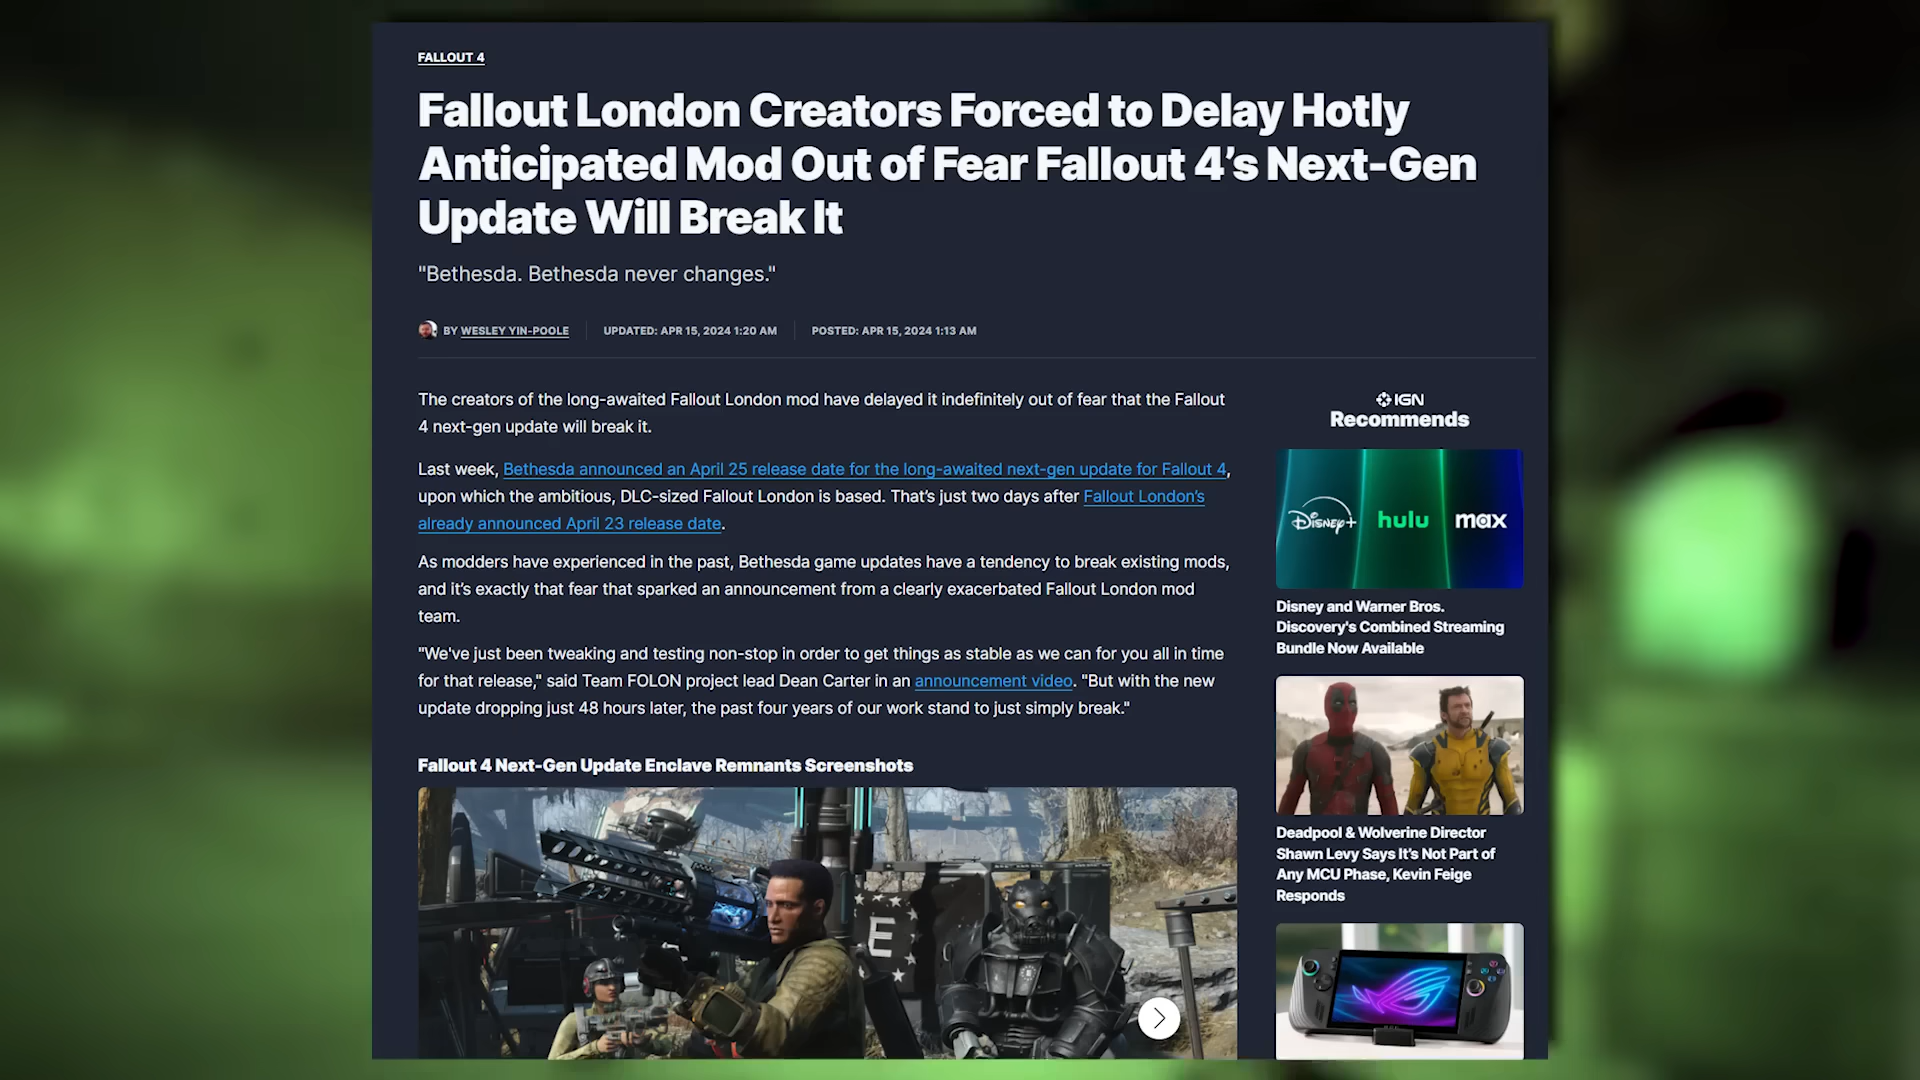 FALLOUT 4
Fallout London Creators Forced to Delay Hotly
Anticipated Mod Out of Fear Fallout 4’s Next-Gen
Update Will Break It
"Bethesda. Bethesda never changes."
BY WESLEY YIN-POOLE UPDATED: APR 15, 2024 1:20 AM POSTED: APR 15, 2024 1:13 AM
The creators of the long-awaited Fallout London mod have delayed it indefinitely out of fear that the Fallout
4 next-gen update will break it.
Last week, Bethesda announced an April 25 release date for the long-awaited next-gen update for Fallout 4,
upon which the ambitious, DLC-sized Fallout London is based. That’s just two days after Fallout London’s
already announced April 23 release date.
As modders have experienced in the past, Bethesda game updates have a tendency to break existing mods,
and it’s exactly that fear that sparked an announcement from a clearly exacerbated Fallout London mod
team.
"We've just been tweaking and testing non-stop in order to get things as stable as we can for you all in time
for that release," said Team FOLON project lead Dean Carter in an announcement video. "But with the new
update dropping just 48 hours later, the past four years of our work stand to just simply break."
Fallout 4 Next-Gen Update Enclave Remnants Screenshots
E
IGN
Recommends
Disney+ hulu max
Disney and Warner Bros.
Discovery's Combined Streaming
Bundle Now Available
Deadpool & Wolverine Director
Shawn Levy Says It’s Not Part of
Any MCU Phase, Kevin Feige
Responds